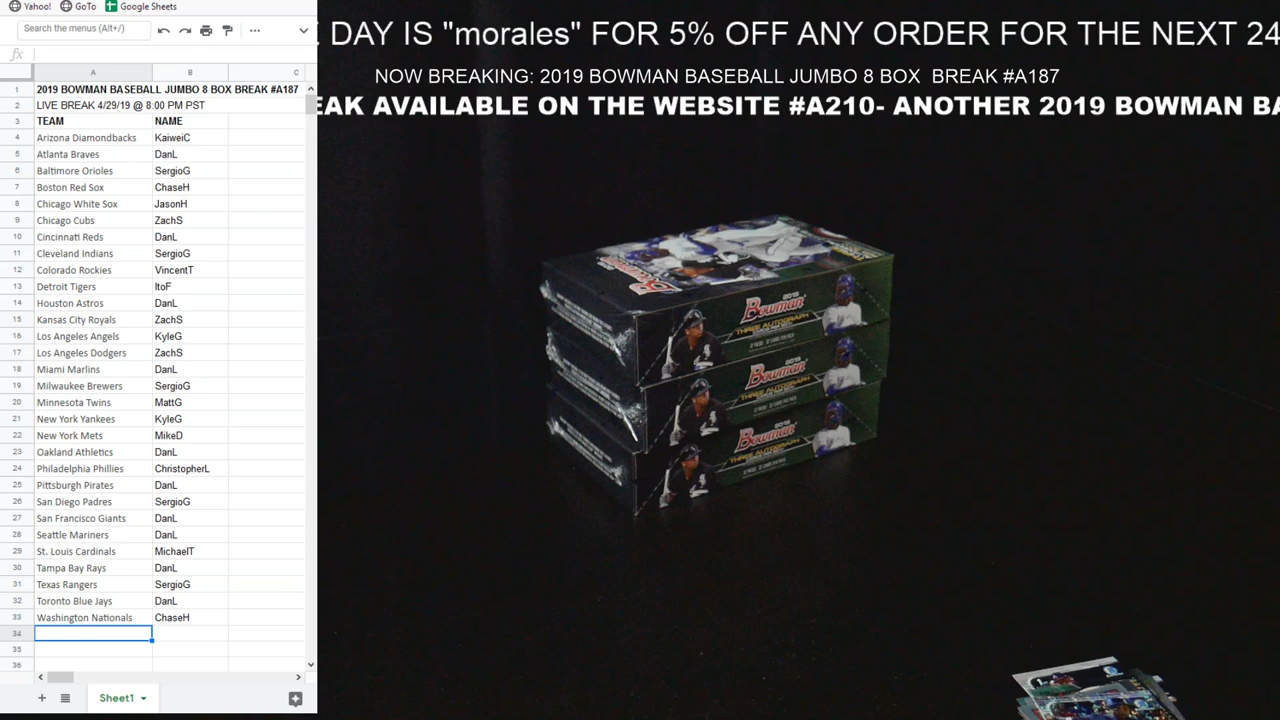 Yahoo! GoTo Google Sheets
Search the menus (Alt+/)
fx
A B C
1 2019 BOWMAN BASEBALL JUMBO 8 BOX BREAK #A187
2 LIVE BREAK 4/29/19 @ 8:00 PM PST
3 TEAM NAME
4 Arizona Diamondbacks KaiweiC
5 Atlanta Braves DanL
6 Baltimore Orioles SergioG
7 Boston Red Sox ChaseH
8 Chicago White Sox JasonH
9 Chicago Cubs ZachS
10 Cincinnati Reds DanL
11 Cleveland Indians SergioG
12 Colorado Rockies VincentT
13 Detroit Tigers ItoF
14 Houston Astros DanL
15 Kansas City Royals ZachS
16 Los Angeles Angels KyleG
17 Los Angeles Dodgers ZachS
18 Miami Marlins DanL
19 Milwaukee Brewers SergioG
20 Minnesota Twins MattG
21 New York Yankees KyleG
22 New York Mets MikeD
23 Oakland Athletics DanL
24 Philadelphia Phillies ChristopherL
25 Pittsburgh Pirates DanL
26 San Diego Padres SergioG
27 San Francisco Giants DanL
28 Seattle Mariners DanL
29 St. Louis Cardinals MichaelT
30 Tampa Bay Rays DanL
31 Texas Rangers SergioG
32 Toronto Blue Jays DanL
33 Washington Nationals ChaseH
34
35
36
Sheet1
DAY IS "morales" FOR 5% OFF ANY ORDER FOR THE NEXT 24
NOW BREAKING: 2019 BOWMAN BASEBALL JUMBO 8 BOX BREAK #A187
EAK AVAILABLE ON THE WEBSITE #A210- ANOTHER 2019 BOWMAN BA
Bowman
2019
Bowman
THREE AUTOGRAPH
2019
Bowman
THREE AUTOGRAPH
2019
Bowman
THREE AUTOGRAPH